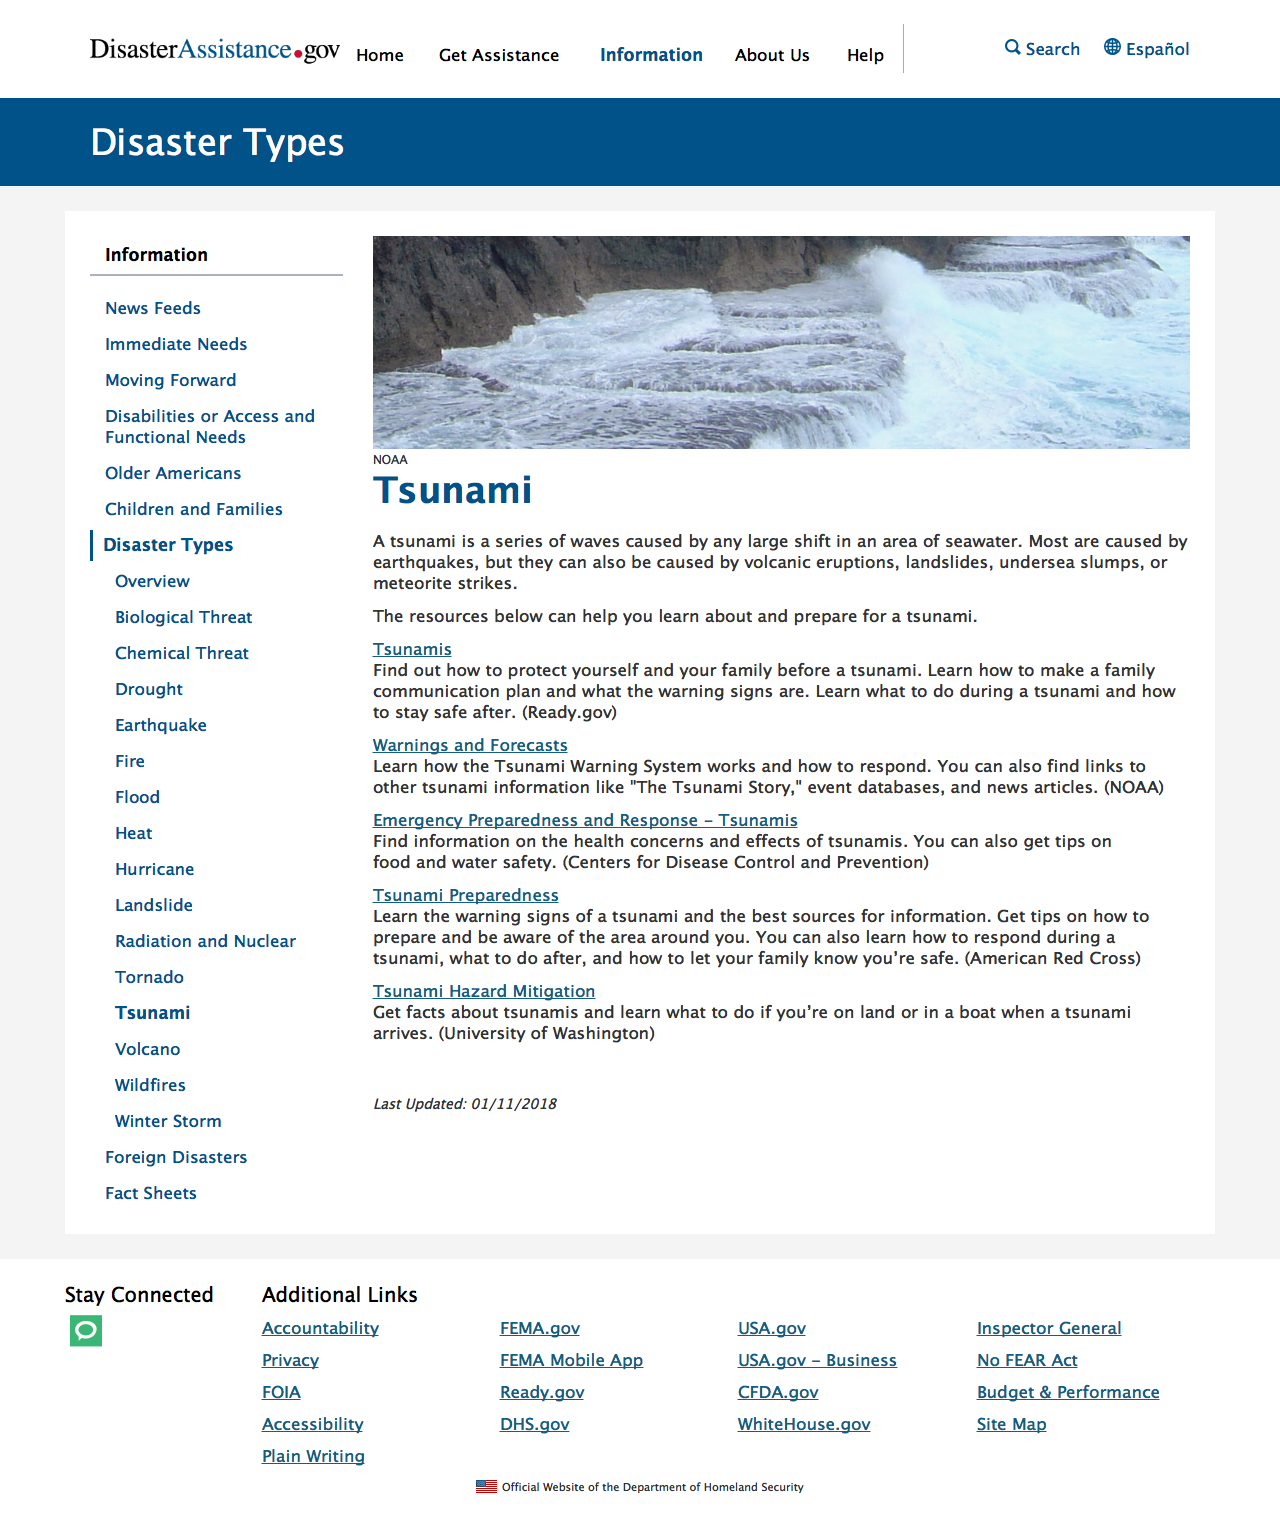 DisasterAssistance.gov
Home
Get Assistance
Information
About Us
Help
Search
Español
Disaster Types
Information
News Feeds
Immediate Needs
Moving Forward
Disabilities or Access and
Functional Needs
Older Americans
Children and Families
Disaster Types
Overview
Biological Threat
Chemical Threat
Drought
Earthquake
Fire
Flood
Heat
Hurricane
Landslide
Radiation and Nuclear
Tornado
Tsunami
Volcano
Wildfires
Winter Storm
Foreign Disasters
Fact Sheets
NOAA
Tsunami
A tsunami is a series of waves caused by any large shift in an area of seawater. Most are caused by
earthquakes, but they can also be caused by volcanic eruptions, landslides, undersea slumps, or
meteorite strikes.
The resources below can help you learn about and prepare for a tsunami.
Tsunamis
Find out how to protect yourself and your family before a tsunami. Learn how to make a family
communication plan and what the warning signs are. Learn what to do during a tsunami and how
to stay safe after. (Ready.gov)
Warnings and Forecasts
Learn how the Tsunami Warning System works and how to respond. You can also find links to
other tsunami information like "The Tsunami Story," event databases, and news articles. (NOAA)
Emergency Preparedness and Response – Tsunamis
Find information on the health concerns and effects of tsunamis. You can also get tips on
food and water safety. (Centers for Disease Control and Prevention)
Tsunami Preparedness
Learn the warning signs of a tsunami and the best sources for information. Get tips on how to
prepare and be aware of the area around you. You can also learn how to respond during a
tsunami, what to do after, and how to let your family know you’re safe. (American Red Cross)
Tsunami Hazard Mitigation
Get facts about tsunamis and learn what to do if you’re on land or in a boat when a tsunami
arrives. (University of Washington)
Last Updated: 01/11/2018
Stay Connected
Additional Links
Accountability
Privacy
FOIA
Accessibility
Plain Writing
FEMA.gov
FEMA Mobile App
Ready.gov
DHS.gov
USA.gov
USA.gov – Business
CFDA.gov
WhiteHouse.gov
Inspector General
No FEAR Act
Budget & Performance
Site Map
Official Website of the Department of Homeland Security